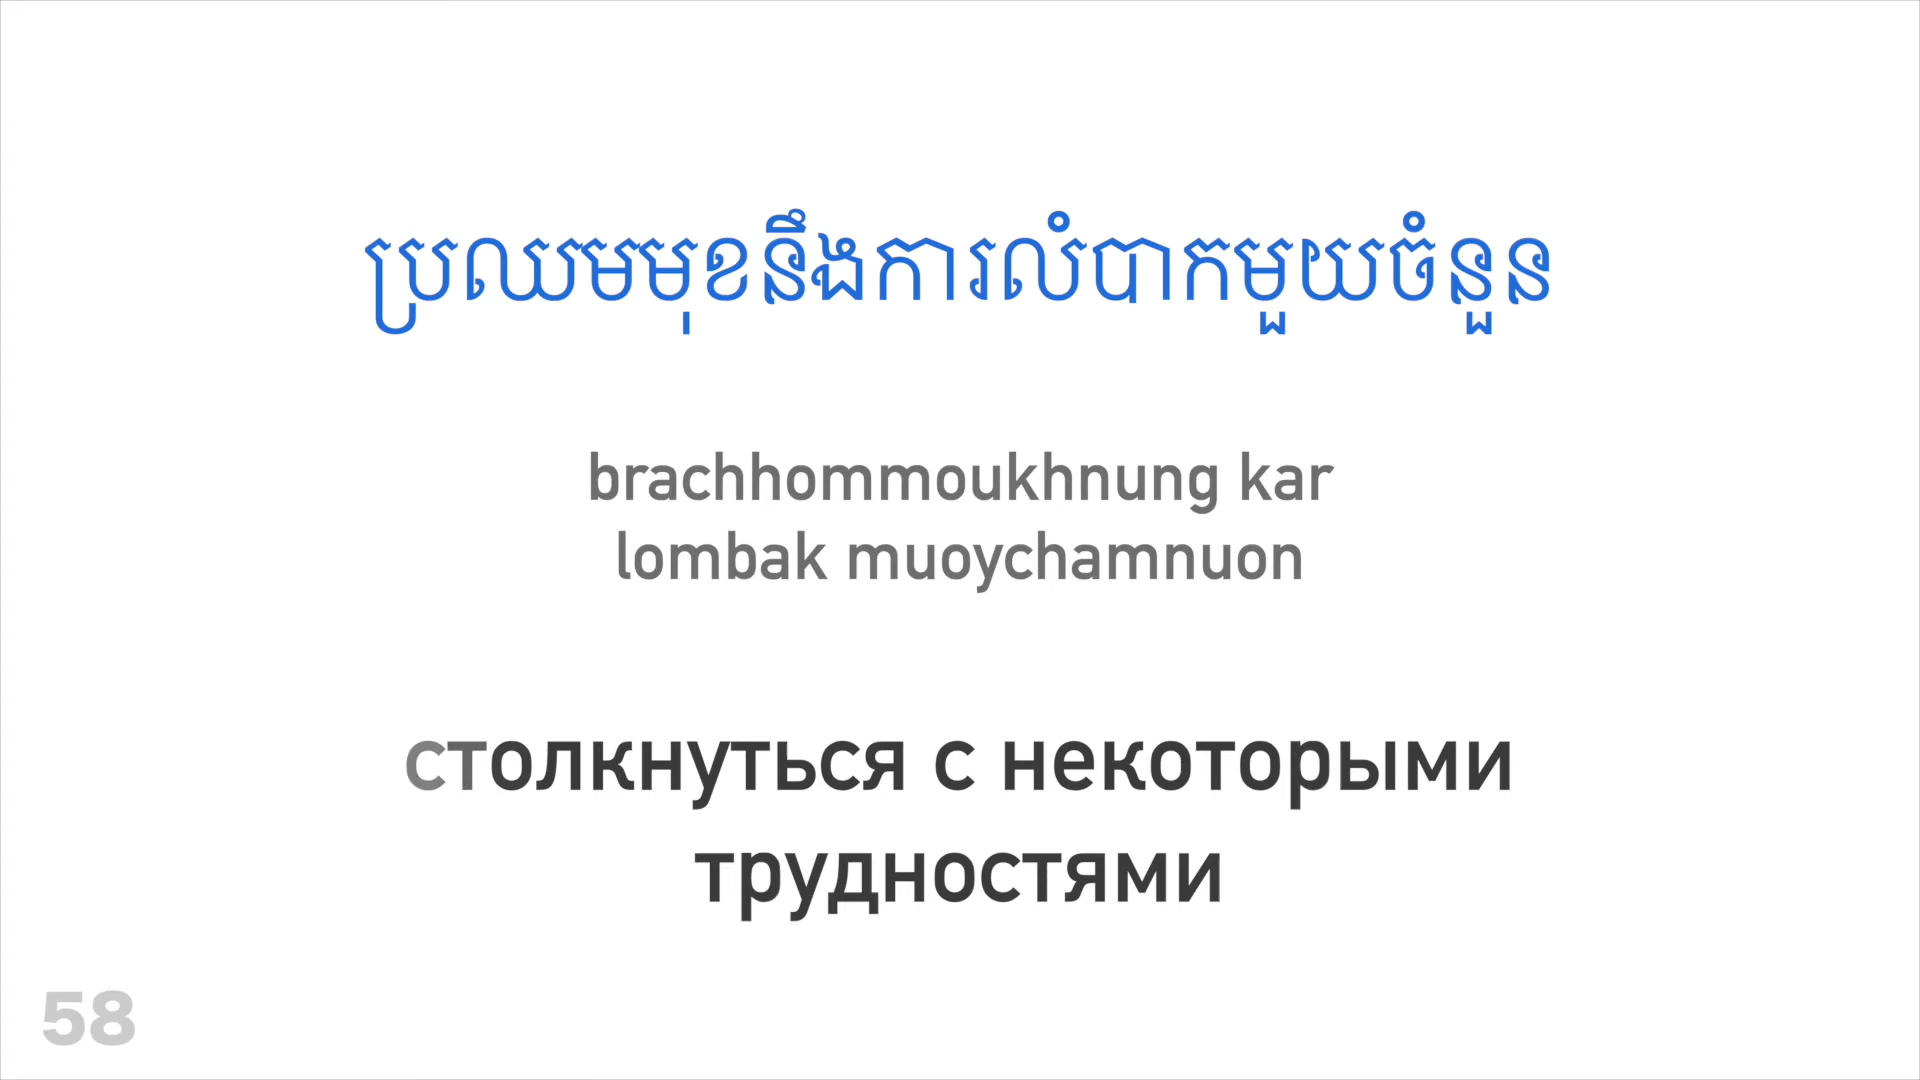 ប្រឈមមុខនឹងការលំបាកមួយចំនួន
brachhommoukhnung kar
lombak muoychamnuon
столкнуться с некоторыми
трудностями
58